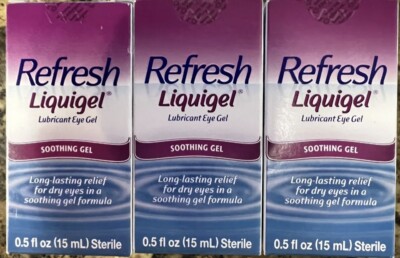 Refresh
Liquigel®
Lubricant Eye Gel
SOOTHING GEL
Long-lasting relief
for dry eyes in a
soothing gel formula
0.5 fl oz (15 mL) Sterile
Refresh
Liquigel®
Lubricant Eye Gel
SOOTHING GEL
Long-lasting relief
for dry eyes in a
soothing gel formula
0.5 fl oz (15 mL) Sterile
Refresh
Liquigel®
Lubricant Eye Gel
SOOTHING GEL
Long-lasting relief
for dry eyes in a
soothing gel formula
0.5 fl oz (15 mL) Sterile